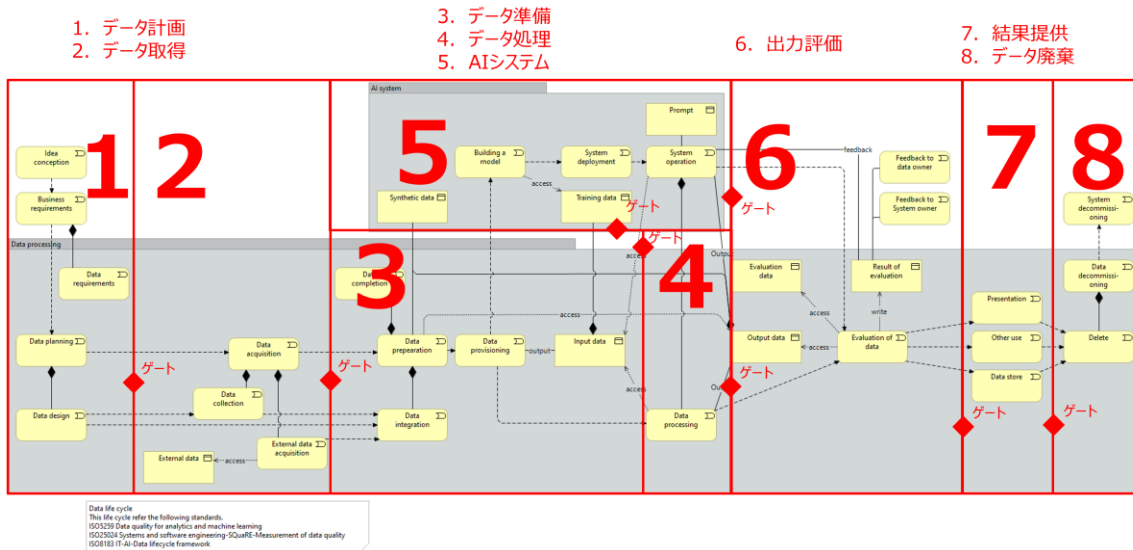 1. データ計画
2. データ取得
3. データ準備
4. データ処理
5. AIシステム
6. 出力評価
7. 結果提供
8. データ廃棄
AI system
Prompt
1
2
5
6
7
8
Idea
conception
Building a
model
System
deployment
System
operation
feedback
Feedback to
data owner
access
Business
requirements
Synthetic data
Training data
Feedback to
System owner
System
decommissi-
oning
ゲート
ゲート
Data processing
ゲート
3
4
access
Output
Data
requirements
completion
Evaluation
data
Result of
evaluation
Data
decommissi-
oning
access
write
Presentation
access
Data planning
Data
acquisition
Data
prepearation
Data
provisioning
output
Input data
Output data
access
Evaluation of
data
Other use
Delete
ゲート
ゲート
ゲート
access
Data store
Data
collection
Data design
Data
integration
Data
processing
ゲート
ゲート
External data
acquisition
External data
access
Data life cycle
This life cycle refer the following standards.
ISO5259 Data quality for analytics and machine learning
ISO25024 Systems and software engineering-SQuaRE-Measurement of data quality
ISO8183 IT-AI-Data lifecycle framework